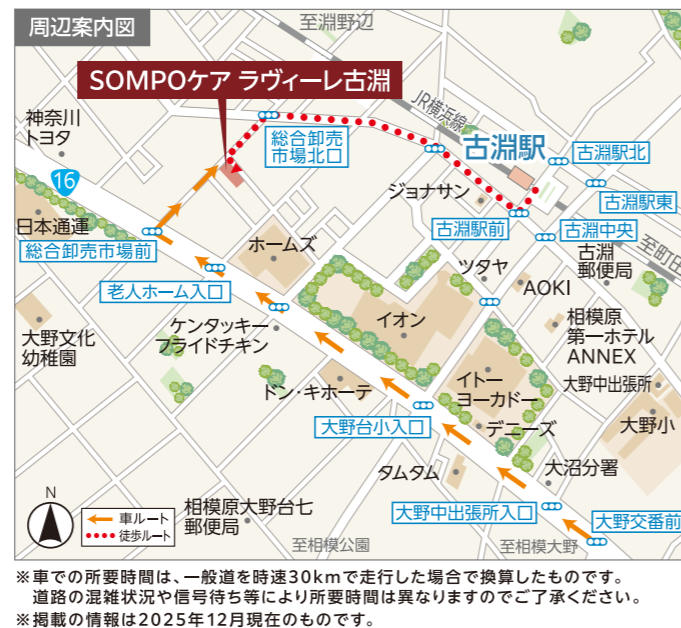 周辺案内図
至淵野辺
SOMPOケア ラヴィーレ古淵
JR横浜線
神奈川
トヨタ
総合卸売
市場北口
古淵駅
古淵駅北
16
ジョナサン
古淵駅東
日本通運
古淵駅前
古淵中央
総合卸売市場前
ホームズ
至町田
ツタヤ
古淵
郵便局
老人ホーム入口
AOKI
大野文化
幼稚園
ケンタッキー
フライドチキン
イオン
相模原
第一ホテル
ANNEX
ドン・キホーテ
イトー
ヨーカドー
大野中出張所
大野台小入口
デニーズ
大野小
タムタム
大沼分署
N
車ルート
徒歩ルート
相模原大野台七
郵便局
大野中出張所入口
大野交番前
至相模公園
至相模大野
※車での所要時間は、一般道を時速30kmで走行した場合で換算したものです。
道路の混雑状況や信号待ち等により所要時間は異なりますのでご了承ください。
※掲載の情報は2025年12月現在のものです。